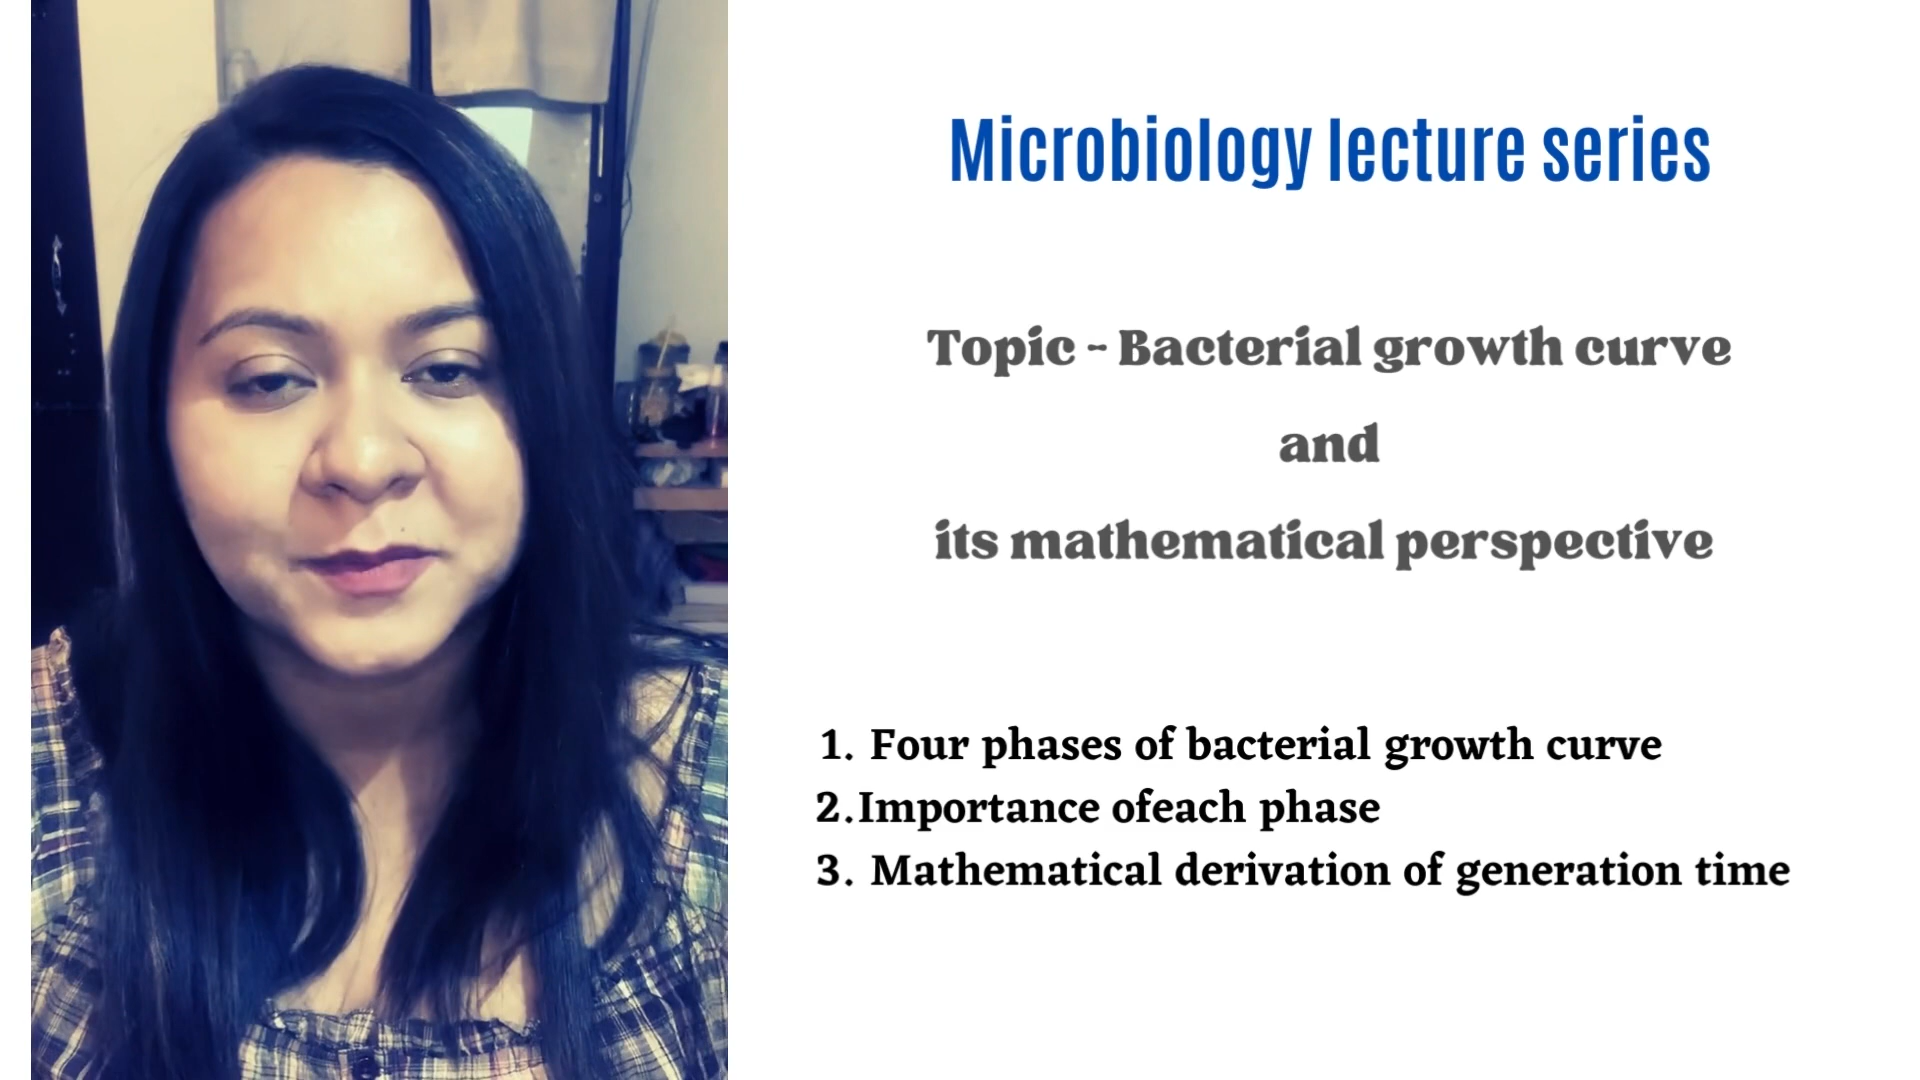 Microbiology lecture series
Topic - Bacterial growth curve
and
its mathematical perspective
1. Four phases of bacterial growth curve
2.Importance ofeach phase
3. Mathematical derivation of generation time